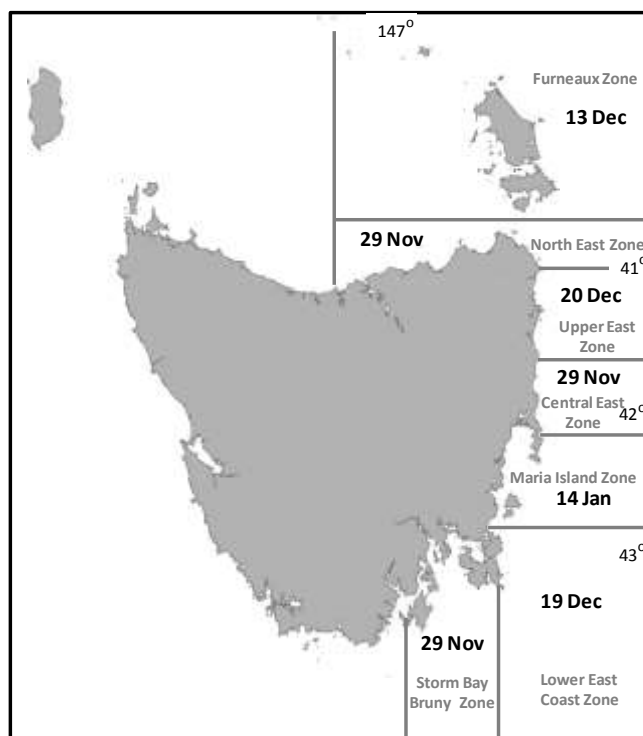 147°
Furneaux Zone
13 Dec
29 Nov
North East Zone
41°
20 Dec
Upper East
Zone
29 Nov
Central East
Zone
42°
Maria Island Zone
14 Jan
43°
19 Dec
29 Nov
Storm Bay
Bruny Zone
Lower East
Coast Zone